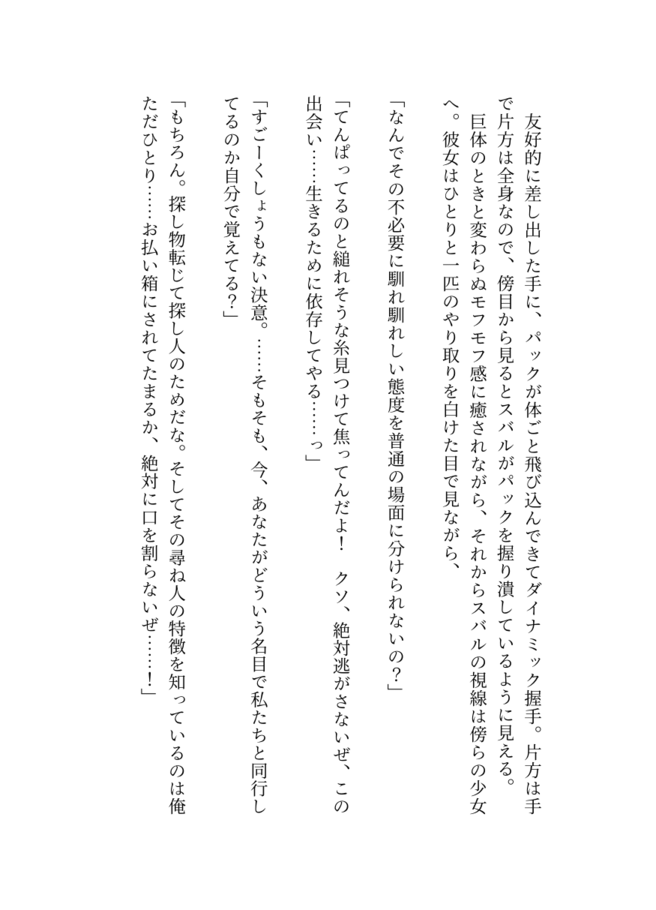 友好的に差し出した手に、パックが体ごと飛び込んできてダイナミック握手。片方は手
で片方は全身なので、傍目から見るとスバルがパックを握り潰しているように見える。
　巨体のときと変わらぬモフモフ感に癒されながら、それからスバルの視線は傍らの少女
へ。彼女はひとりと一匹のやり取りを白けた目で見ながら、
「なんでその不必要に馴れ馴れしい態度を普通の場面に分けられないの？」
「てんぱってるのと縋れそうな糸見つけて焦ってんだよ！　クソ、絶対逃がさないぜ、この
出会い……生きるために依存してやる……っ」
「すごーくしょうもない決意。……そもそも、今、あなたがどういう名目で私たちと同行し
てるのか自分で覚えてる？」
「もちろん。探し物転じて探し人のためだな。そしてその尋ね人の特徴を知っているのは俺
ただひとり……お払い箱にされてたまるか、絶対に口を割らないぜ……！」